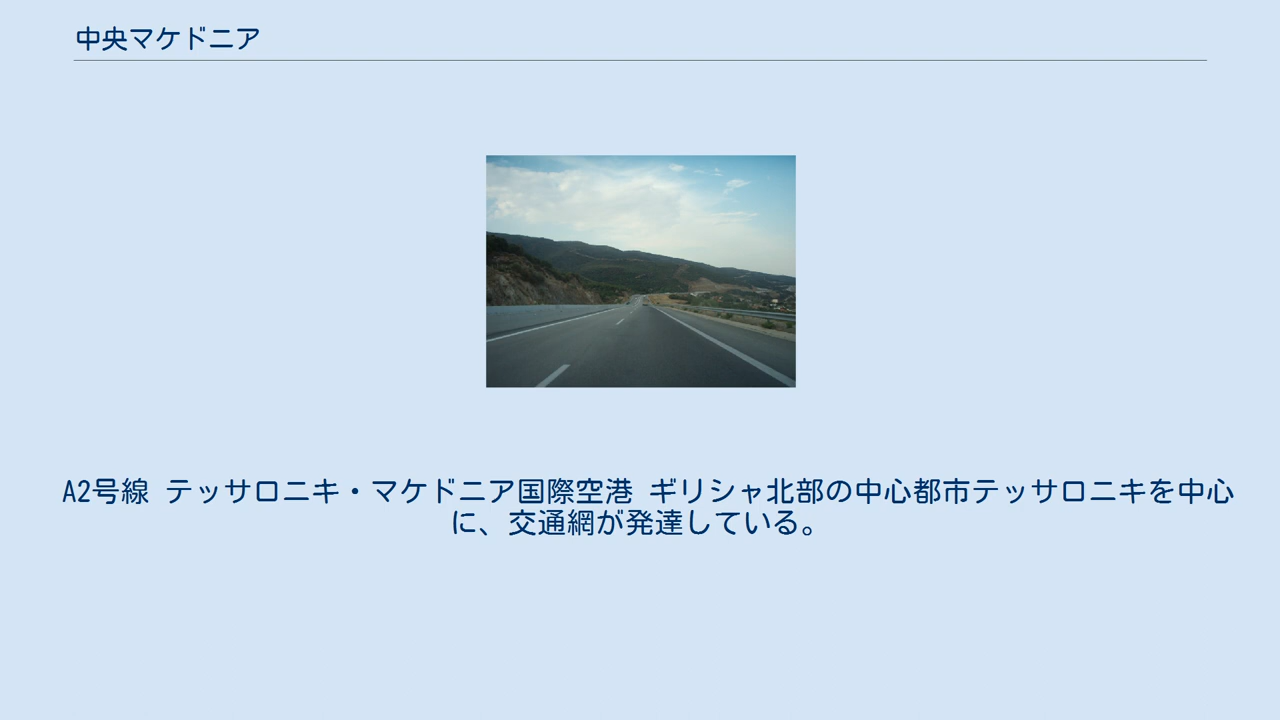 中央マケドニア
A2号線 テッサロニキ・マケドニア国際空港 ギリシャ北部の中心都市テッサロニキを中心
に、交通網が発達している。